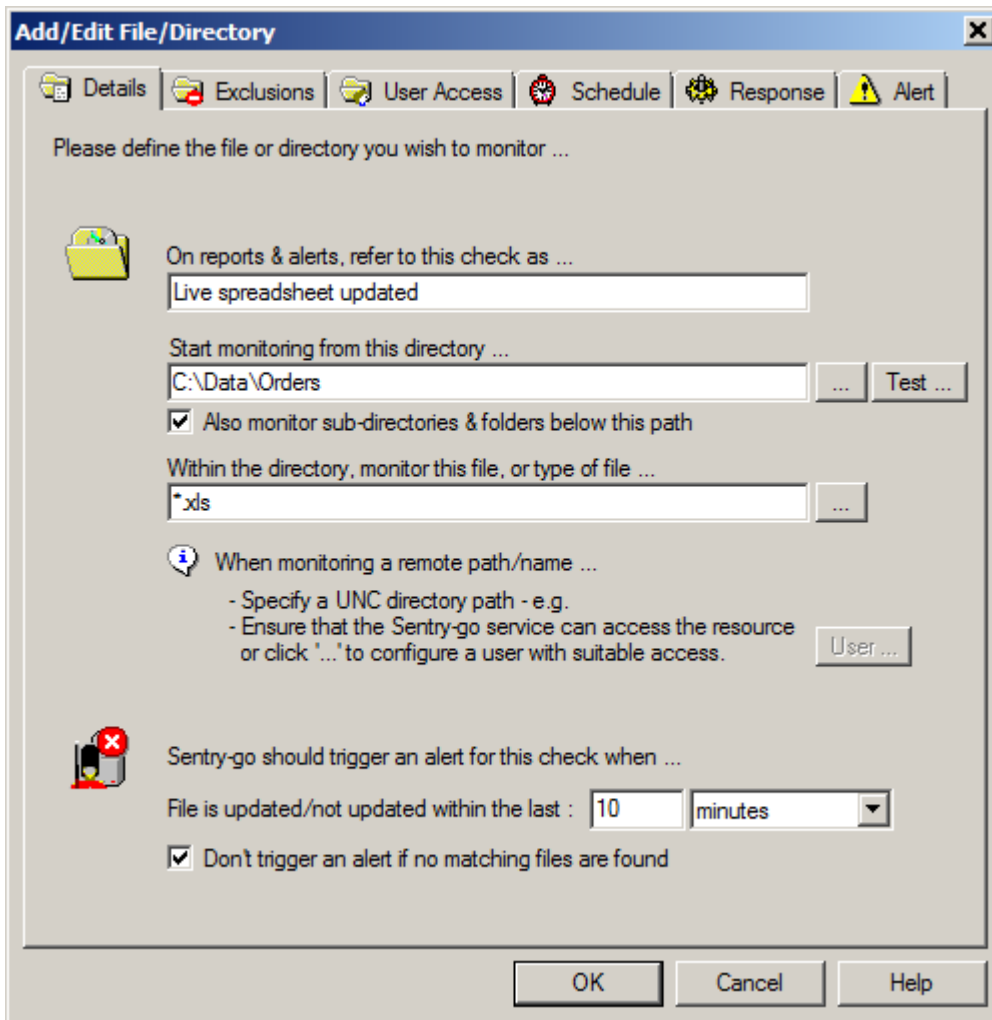 Add/Edit File/Directory
Details Exclusions User Access Schedule Response Alert
Please define the file or directory you wish to monitor ...
On reports & alerts, refer to this check as ...
Live spreadsheet updated
Start monitoring from this directory ...
C:\Data\Orders ... Test ...
Also monitor sub-directories & folders below this path
Within the directory, monitor this file, or type of file ...
*.xls ...
When monitoring a remote path/name ...
- Specify a UNC directory path - e.g.
- Ensure that the Sentry-go service can access the resource
or click '...' to configure a user with suitable access. User ...
Sentry-go should trigger an alert for this check when ...
File is updated/not updated within the last : 10 minutes
Don't trigger an alert if no matching files are found
OK Cancel Help